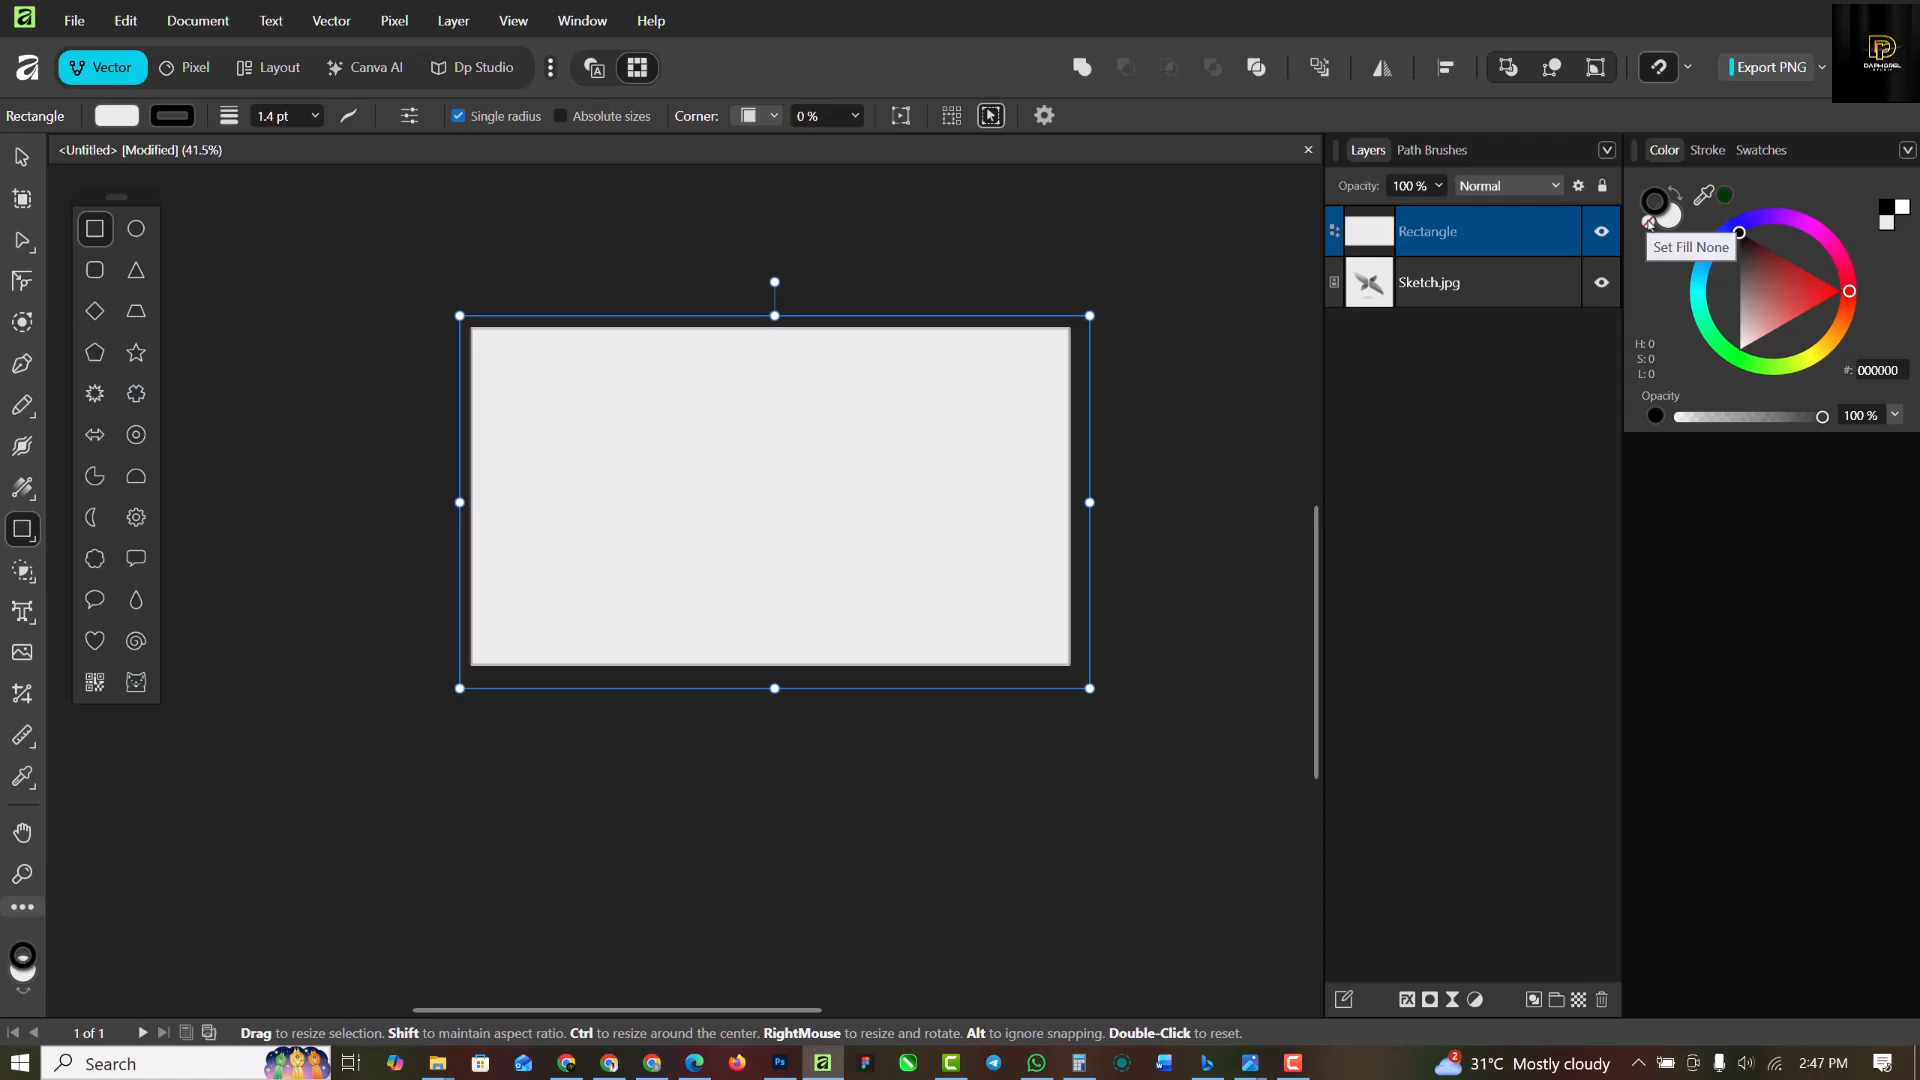 File Edit Document Text Vector Pixel Layer View Window Help
Vector Pixel Layout Canva AI Dp Studio Export PNG
Rectangle 1.4 pt Single radius Absolute sizes Corner: 0 %
<Untitled> [Modified] (41.5%)
Layers Path Brushes
Opacity: 100 % Normal
Rectangle
Sketch.jpg
Color Stroke Swatches
Set Fill None
H: 0
S: 0
L: 0
#: 000000
Opacity
100 %
1 of 1
Drag to resize selection. Shift to maintain aspect ratio. Ctrl to resize around the center. RightMouse to resize and rotate. Alt to ignore snapping. Double-Click to reset.
Search
2
31°C Mostly cloudy
2:47 PM